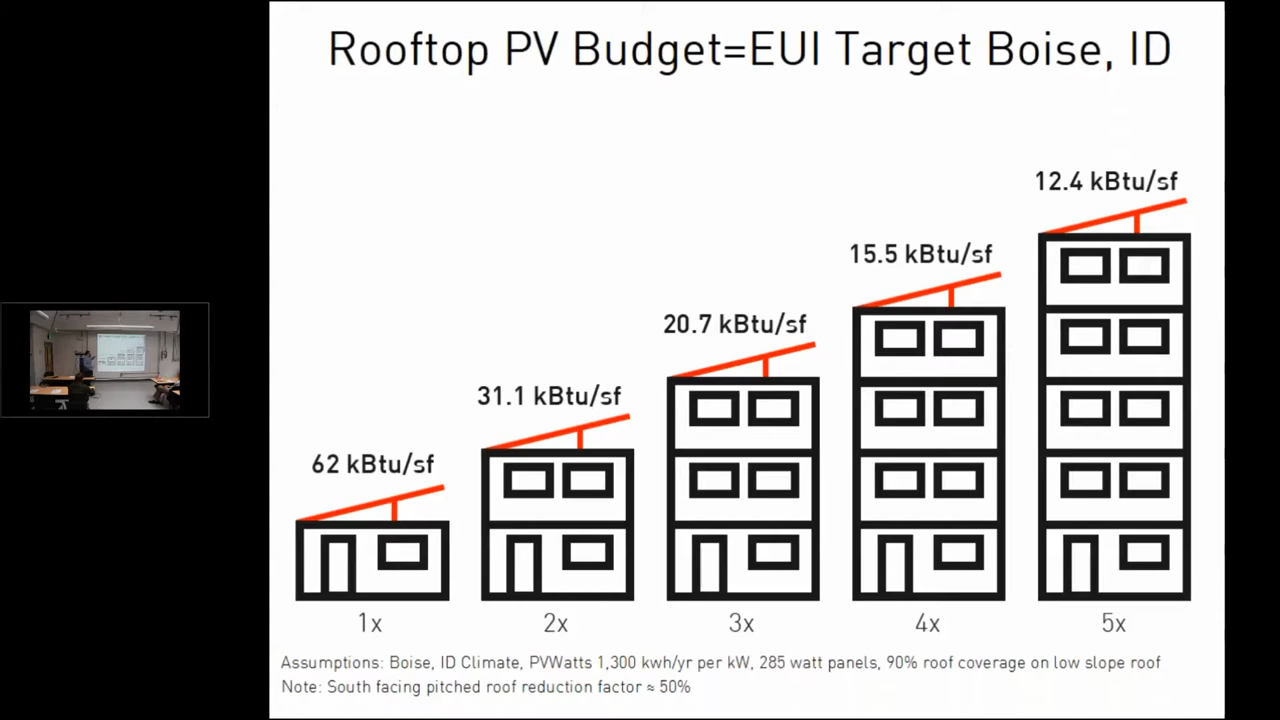 Rooftop PV Budget=EUI Target Boise, ID
12.4 kBtu/sf
15.5 kBtu/sf
20.7 kBtu/sf
31.1 kBtu/sf
62 kBtu/sf
1x
2x
3x
4x
5x
Assumptions: Boise, ID Climate, PVWatts 1,300 kwh/yr per kW, 285 watt panels, 90% roof coverage on low slope roof
Note: South facing pitched roof reduction factor ≈ 50%